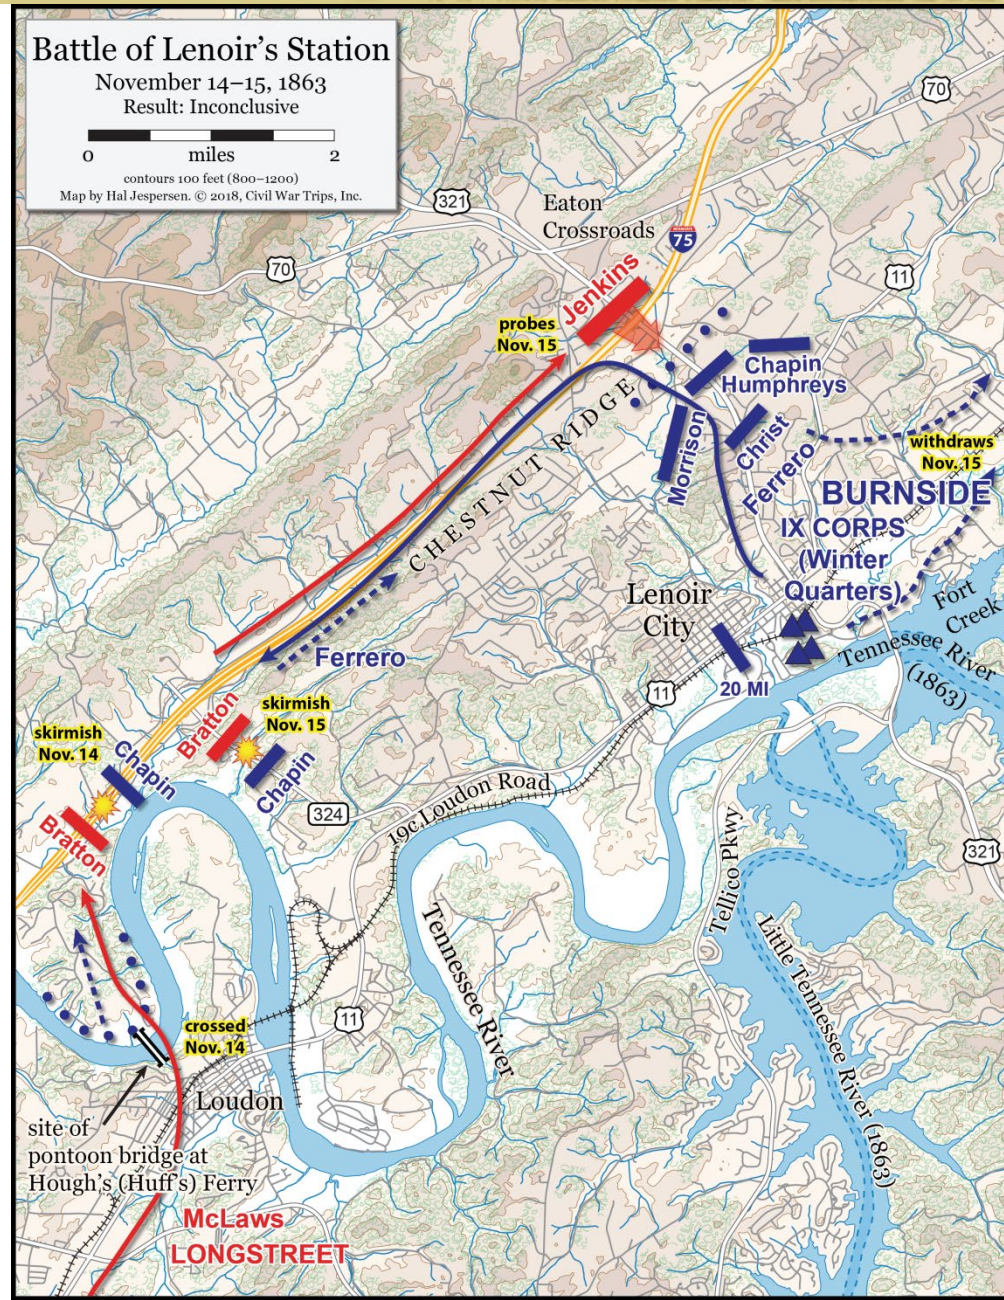 Battle of Lenoir's Station
November 14–15, 1863
Result: Inconclusive
0 miles 2
contours 100 feet (800–1200)
Map by Hal Jespersen. © 2018, Civil War Trips, Inc.
70
321
Eaton
Crossroads
75
70
11
Jenkins
probes
Nov. 15
Chapin
Humphreys
CHESTNUT RIDGE
Morrison
Christ
Ferrero
withdraws
Nov. 15
BURNSIDE
IX CORPS
(Winter
Quarters)
Lenoir
City
Fort
Creek
Tennessee River
(1863)
20 MI
11
Ferrero
Bratton
skirmish
Nov. 15
Chapin
skirmish
Nov. 14
Chapin
Bratton
324
19c Loudon Road
Tellico Pkwy
321
Tennessee River
Little Tennessee River (1863)
11
crossed
Nov. 14
Loudon
site of
pontoon bridge at
Hough's (Huff's) Ferry
McLaws
LONGSTREET